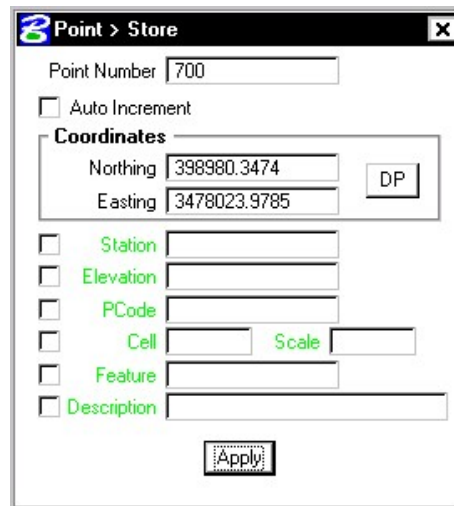 Point > Store
Point Number 700
Auto Increment
Coordinates
Northing 398980.3474
DP
Easting 3478023.9785
Station
Elevation
PCode
Cell Scale
Feature
Description
Apply